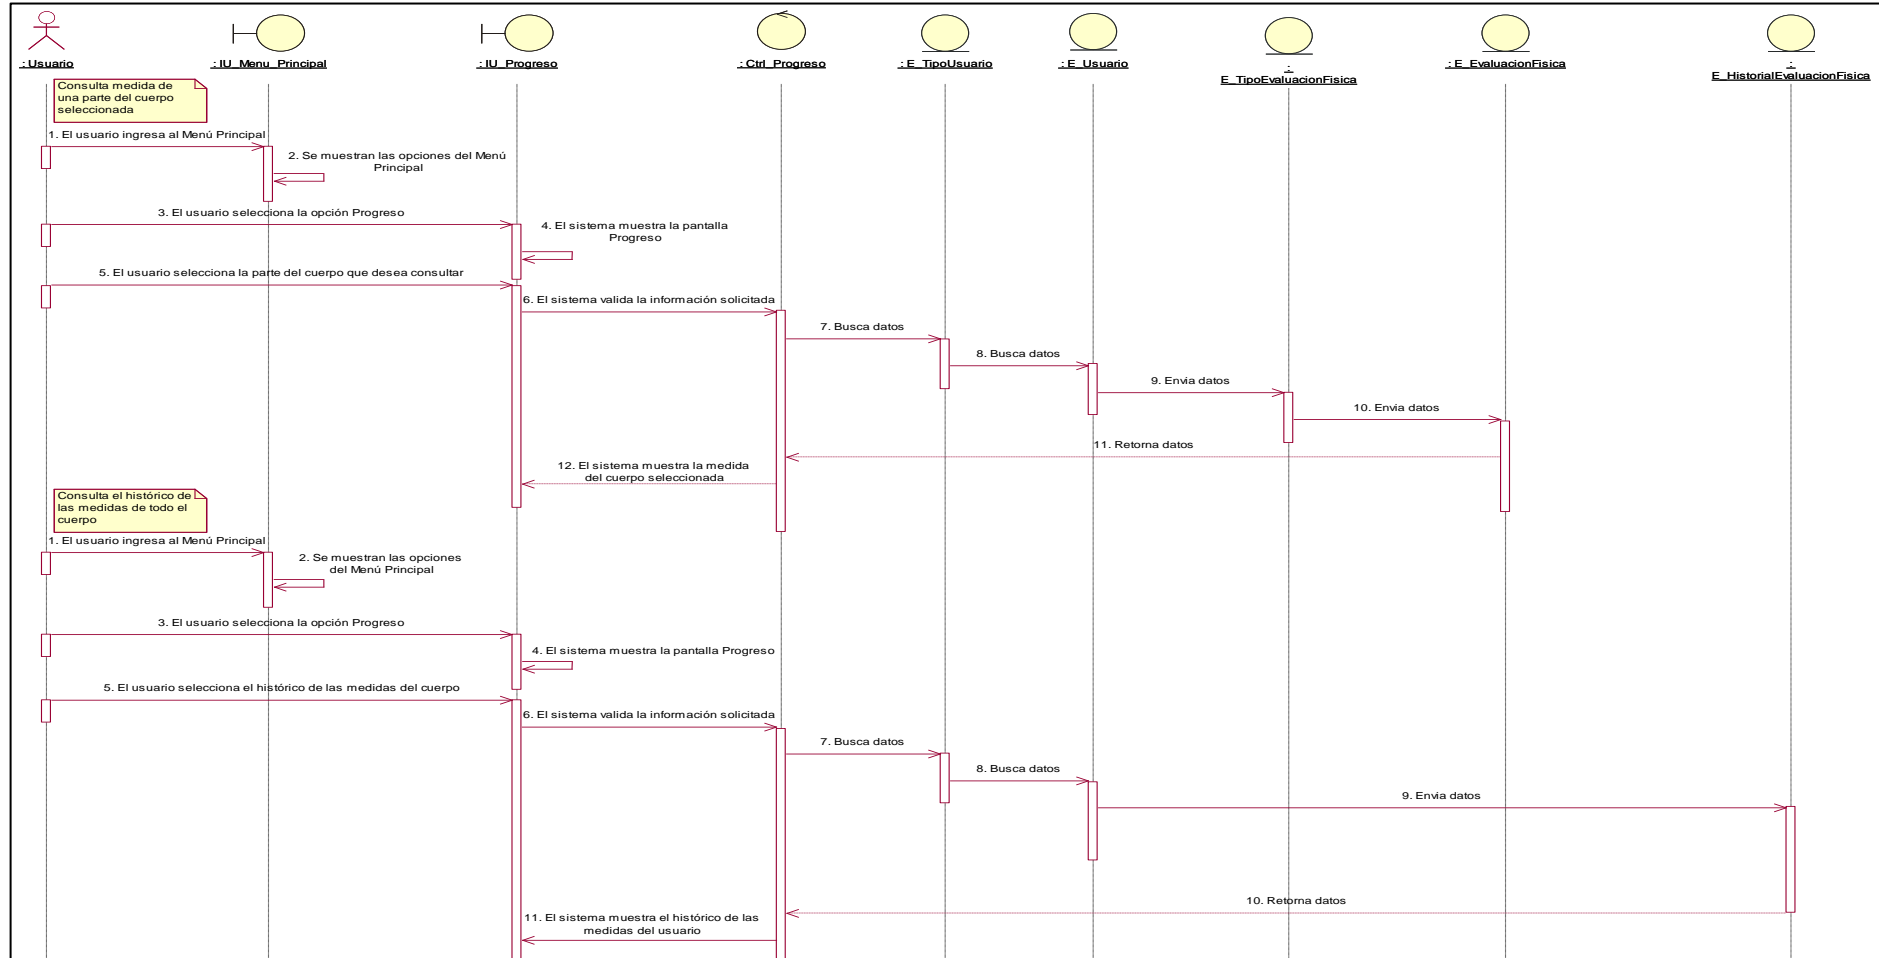 : Usuario
: IU_Menu_Principal
: IU_Progreso
: Ctrl_Progreso
: E_TipoUsuario
: E_Usuario
:
E_TipoEvaluacionFisica
: E_EvaluacionFisica
:
E_HistorialEvaluacionFisica
Consulta medida de
una parte del cuerpo
seleccionada
1. El usuario ingresa al Menú Principal
2. Se muestran las opciones del Menú
Principal
3. El usuario selecciona la opción Progreso
4. El sistema muestra la pantalla
Progreso
5. El usuario selecciona la parte del cuerpo que desea consultar
6. El sistema valida la información solicitada
7. Busca datos
8. Busca datos
9. Envia datos
10. Envia datos
11. Retorna datos
12. El sistema muestra la medida
del cuerpo seleccionada
Consulta el histórico de
las medidas de todo el
cuerpo
1. El usuario ingresa al Menú Principal
2. Se muestran las opciones
del Menú Principal
3. El usuario selecciona la opción Progreso
4. El sistema muestra la pantalla Progreso
5. El usuario selecciona el histórico de las medidas del cuerpo
6. El sistema valida la información solicitada
7. Busca datos
8. Busca datos
9. Envia datos
10. Retorna datos
11. El sistema muestra el histórico de las
medidas del usuario